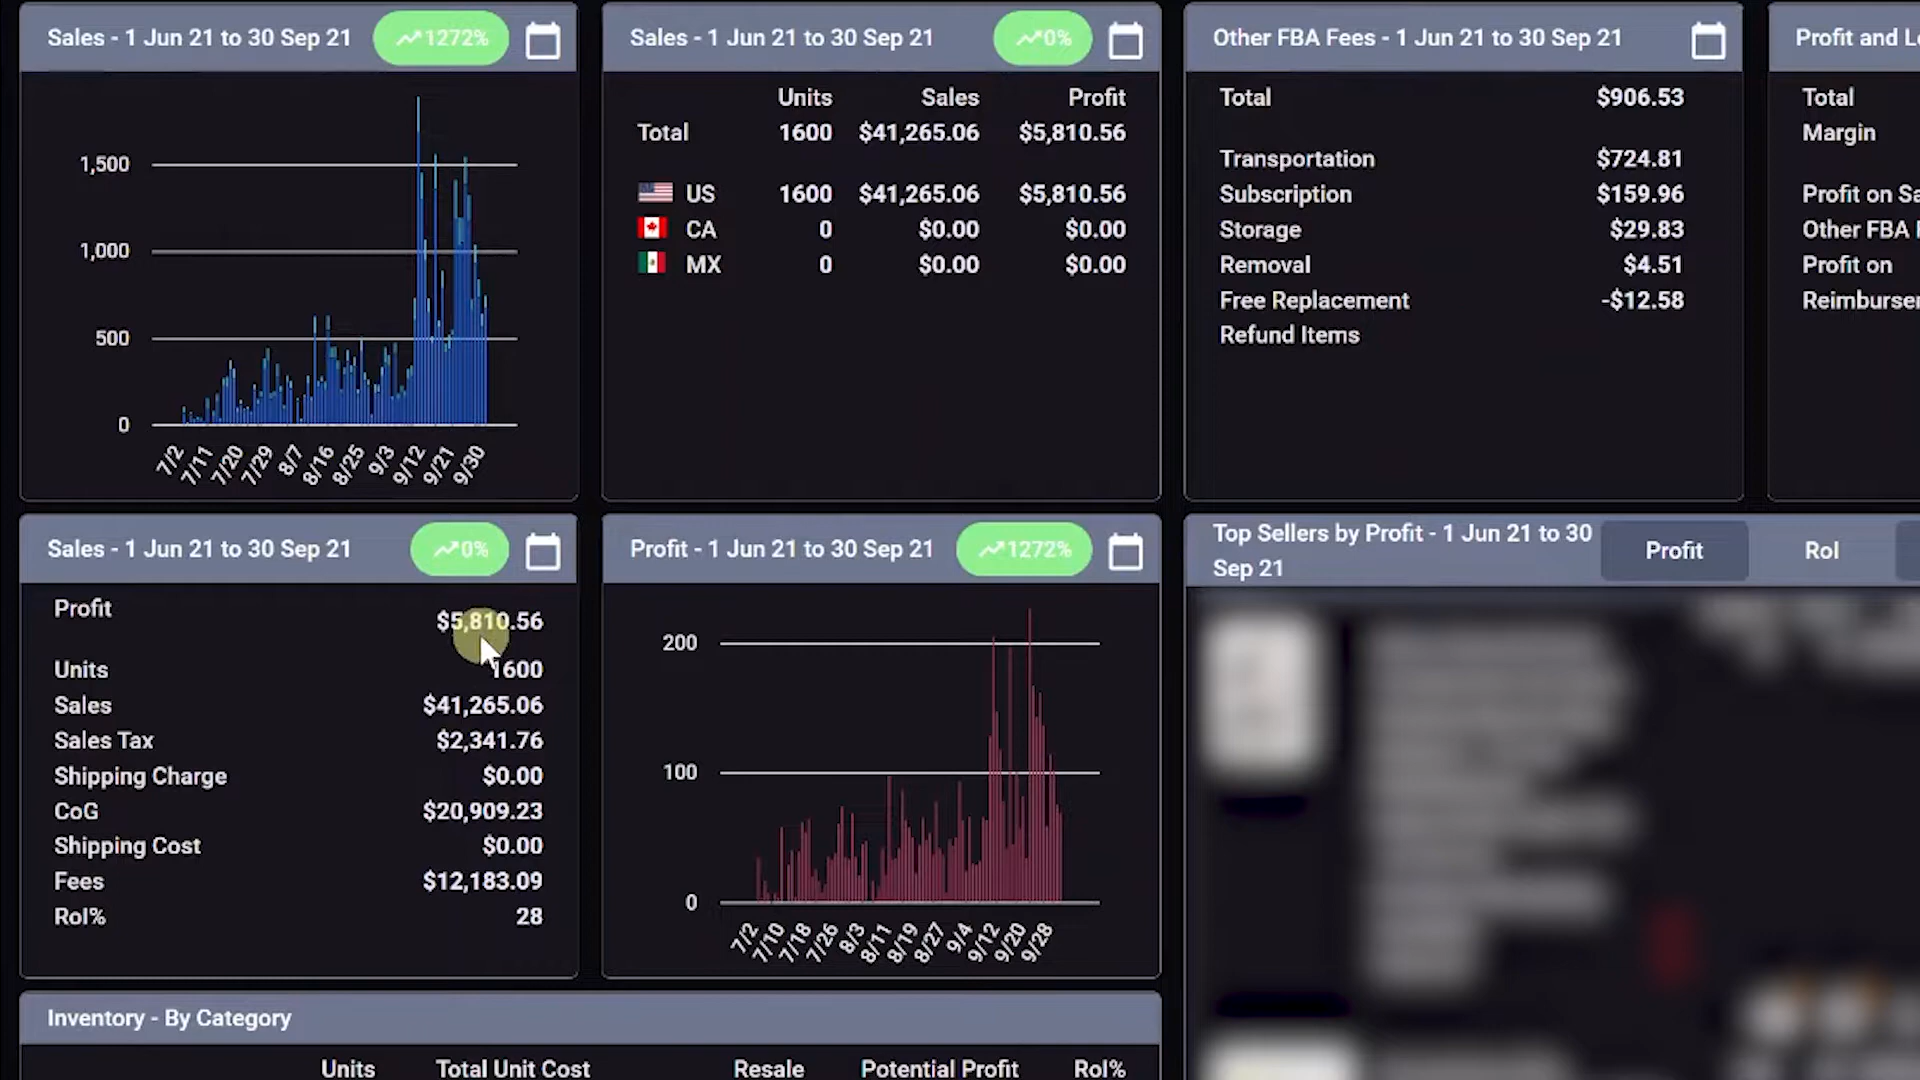 Sales - 1 Jun 21 to 30 Sep 21
1272%
1,500
1,000
500
0
7/2
7/11
7/20
7/29
8/7
8/16
8/25
9/3
9/12
9/21
9/30
Sales - 1 Jun 21 to 30 Sep 21
0%
Units Sales Profit
Total 1600 $41,265.06 $5,810.56
US 1600 $41,265.06 $5,810.56
CA 0 $0.00 $0.00
MX 0 $0.00 $0.00
Other FBA Fees - 1 Jun 21 to 30 Sep 21
Total $906.53
Transportation $724.81
Subscription $159.96
Storage $29.83
Removal $4.51
Free Replacement -$12.58
Refund Items
Profit and L
Total
Margin
Profit on Sa
Other FBA
Profit on
Reimburse
Sales - 1 Jun 21 to 30 Sep 21
0%
Profit $5,810.56
Units 1600
Sales $41,265.06
Sales Tax $2,341.76
Shipping Charge $0.00
CoG $20,909.23
Shipping Cost $0.00
Fees $12,183.09
RoI% 28
Profit - 1 Jun 21 to 30 Sep 21
1272%
200
100
0
7/2
7/10
7/18
7/26
8/3
8/11
8/19
8/27
9/4
9/12
9/20
9/28
Top Sellers by Profit - 1 Jun 21 to 30
Sep 21
Profit
RoI
Inventory - By Category
Units Total Unit Cost Resale Potential Profit RoI%